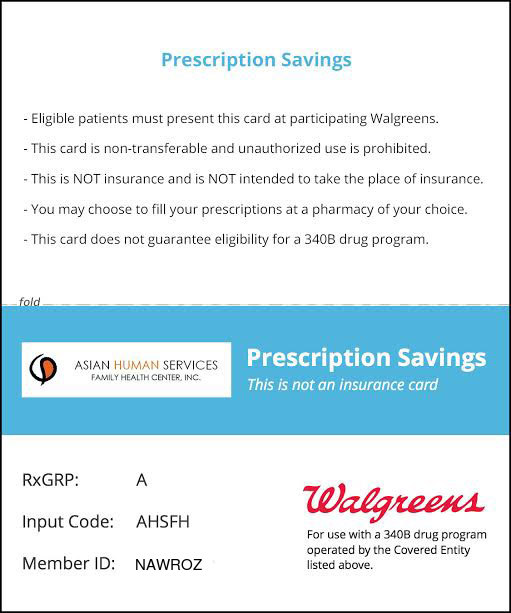 Prescription Savings
- Eligible patients must present this card at participating Walgreens.
- This card is non-transferable and unauthorized use is prohibited.
- This is NOT insurance and is NOT intended to take the place of insurance.
- You may choose to fill your prescriptions at a pharmacy of your choice.
- This card does not guarantee eligibility for a 340B drug program.
fold
ASIAN HUMAN SERVICES
FAMILY HEALTH CENTER, INC.
Prescription Savings
This is not an insurance card
RxGRP: A
Input Code: AHSFH
Member ID: NAWROZ
Walgreens
For use with a 340B drug program
operated by the Covered Entity
listed above.